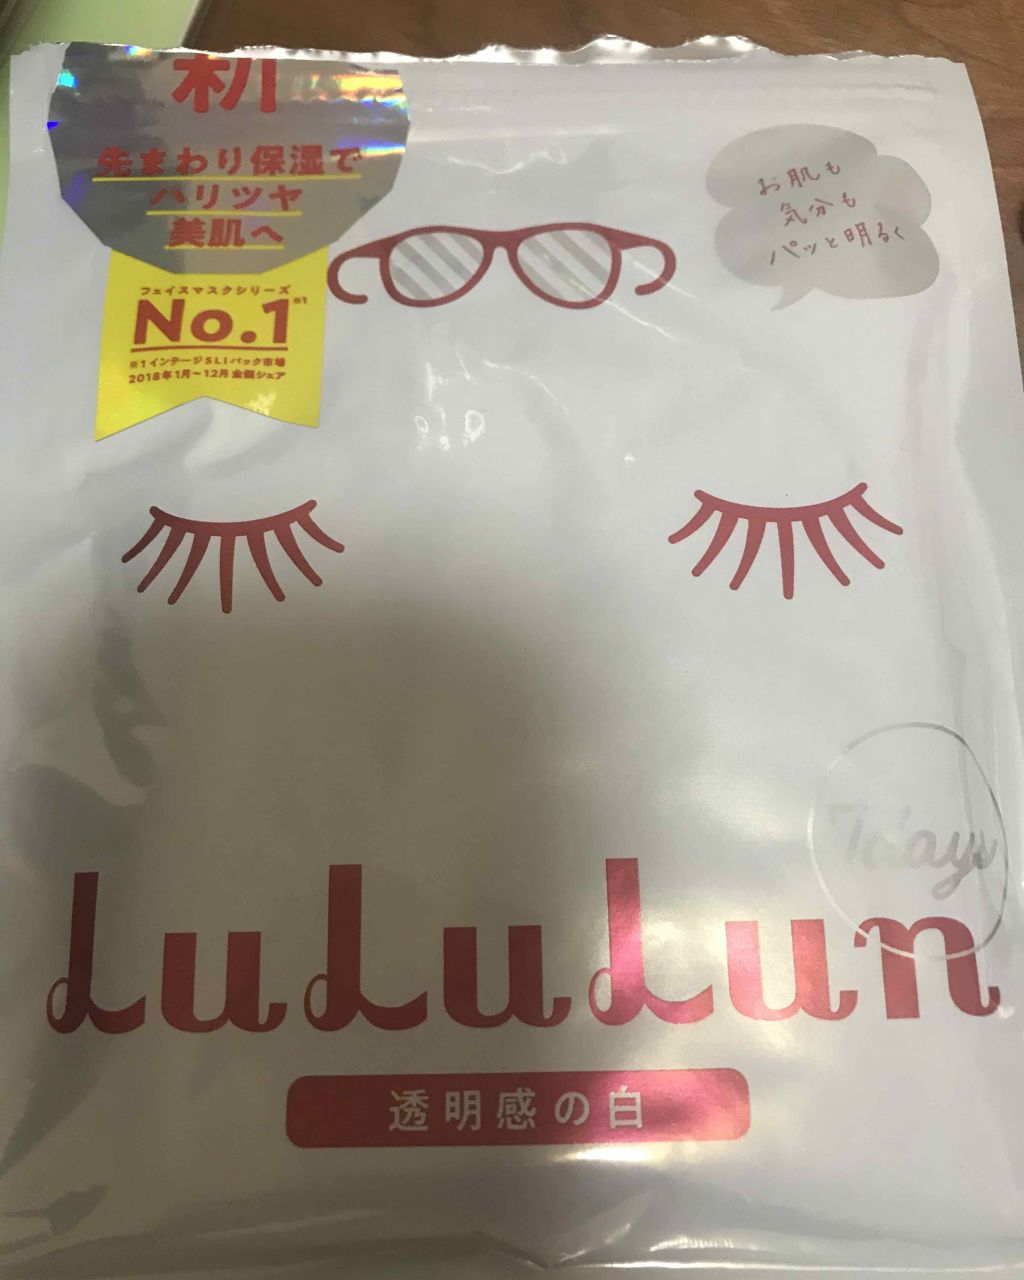 先まわり保湿で
ハリツヤ
美肌へ
フェイスマスクシリーズ
No.1※1
※1インテージSLIパック市場
2018年1月〜12月 金額シェア
お肌も
気分も
パッと明るく
7days
LuLuLun
透明感の白